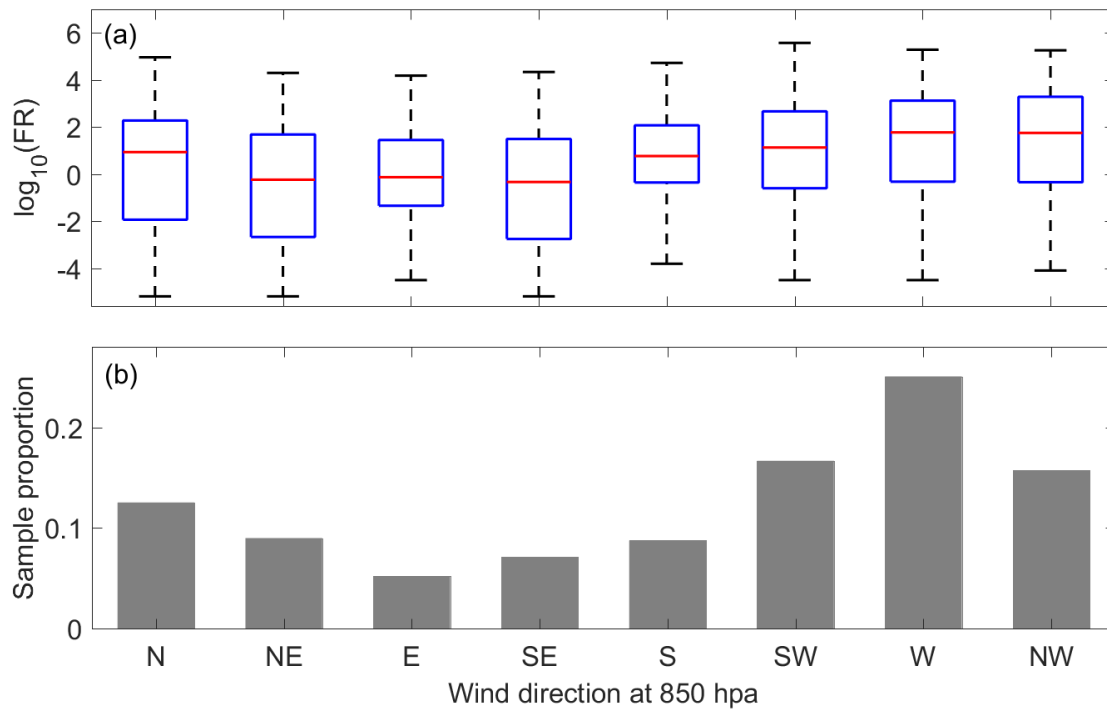 (a)
log10(FR)
6
4
2
0
-2
-4
(b)
Sample proportion
0.2
0.1
0
N NE E SE S SW W NW
Wind direction at 850 hpa